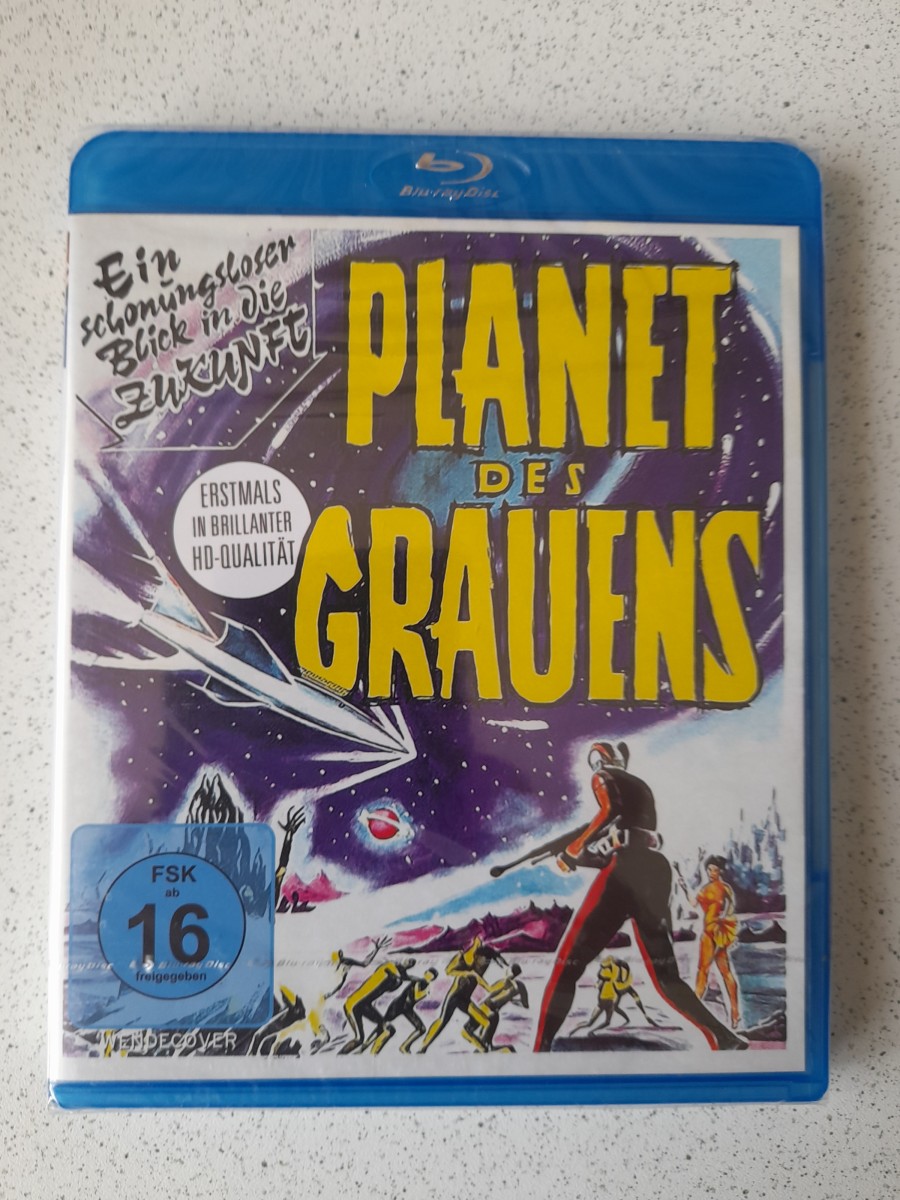 Blu-ray Disc
Ein
schonungsloser
Blick in die
ZUKUNFT
PLANET
DES
GRAUENS
ERSTMALS
IN BRILLANTER
HD-QUALITÄT
FSK
ab
16
freigegeben
WENDECOVER